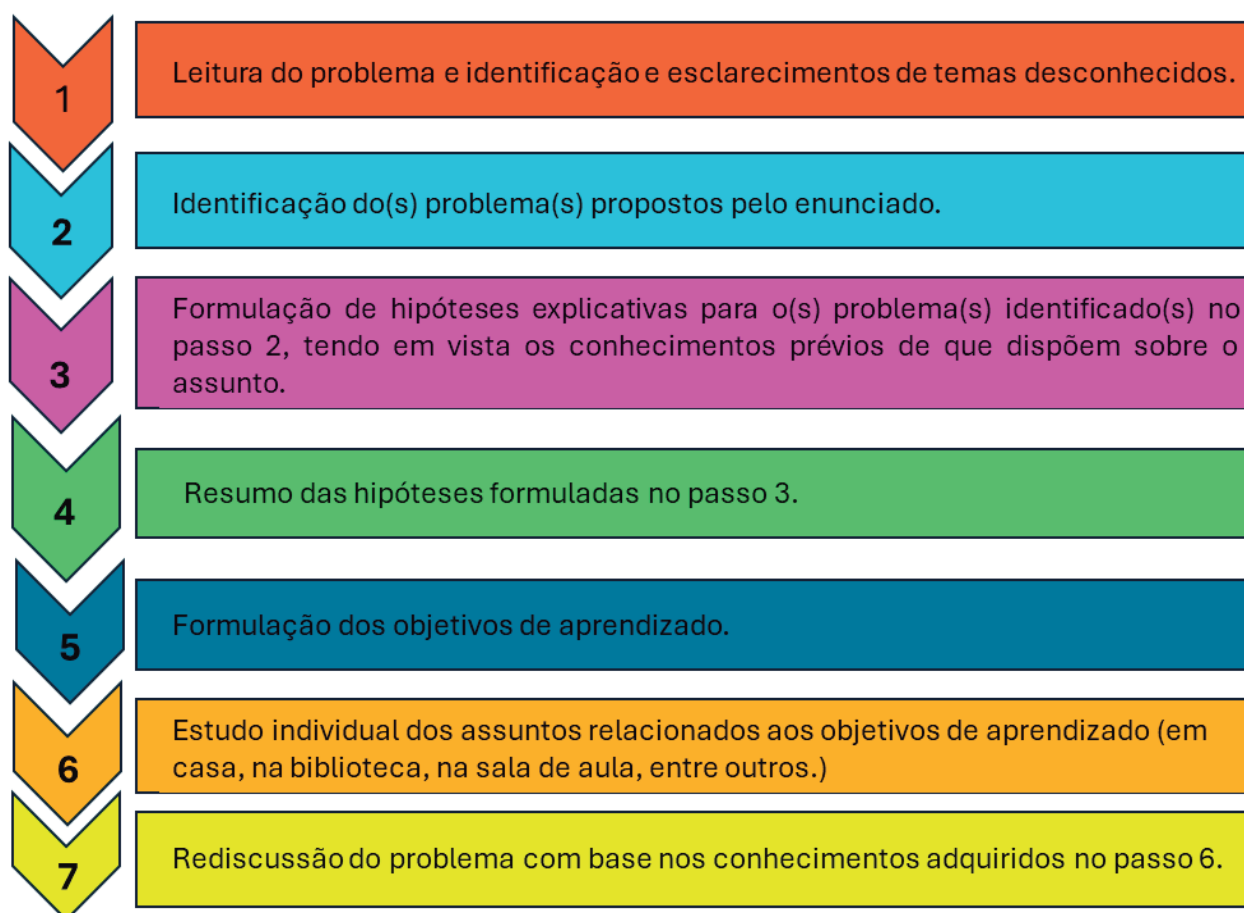 1
Leitura do problema e identificação e esclarecimentos de temas desconhecidos.
2
Identificação do(s) problema(s) propostos pelo enunciado.
3
Formulação de hipóteses explicativas para o(s) problema(s) identificado(s) no
passo 2, tendo em vista os conhecimentos prévios de que dispõem sobre o
assunto.
4
Resumo das hipóteses formuladas no passo 3.
5
Formulação dos objetivos de aprendizado.
6
Estudo individual dos assuntos relacionados aos objetivos de aprendizado (em
casa, na biblioteca, na sala de aula, entre outros.)
7
Rediscussão do problema com base nos conhecimentos adquiridos no passo 6.